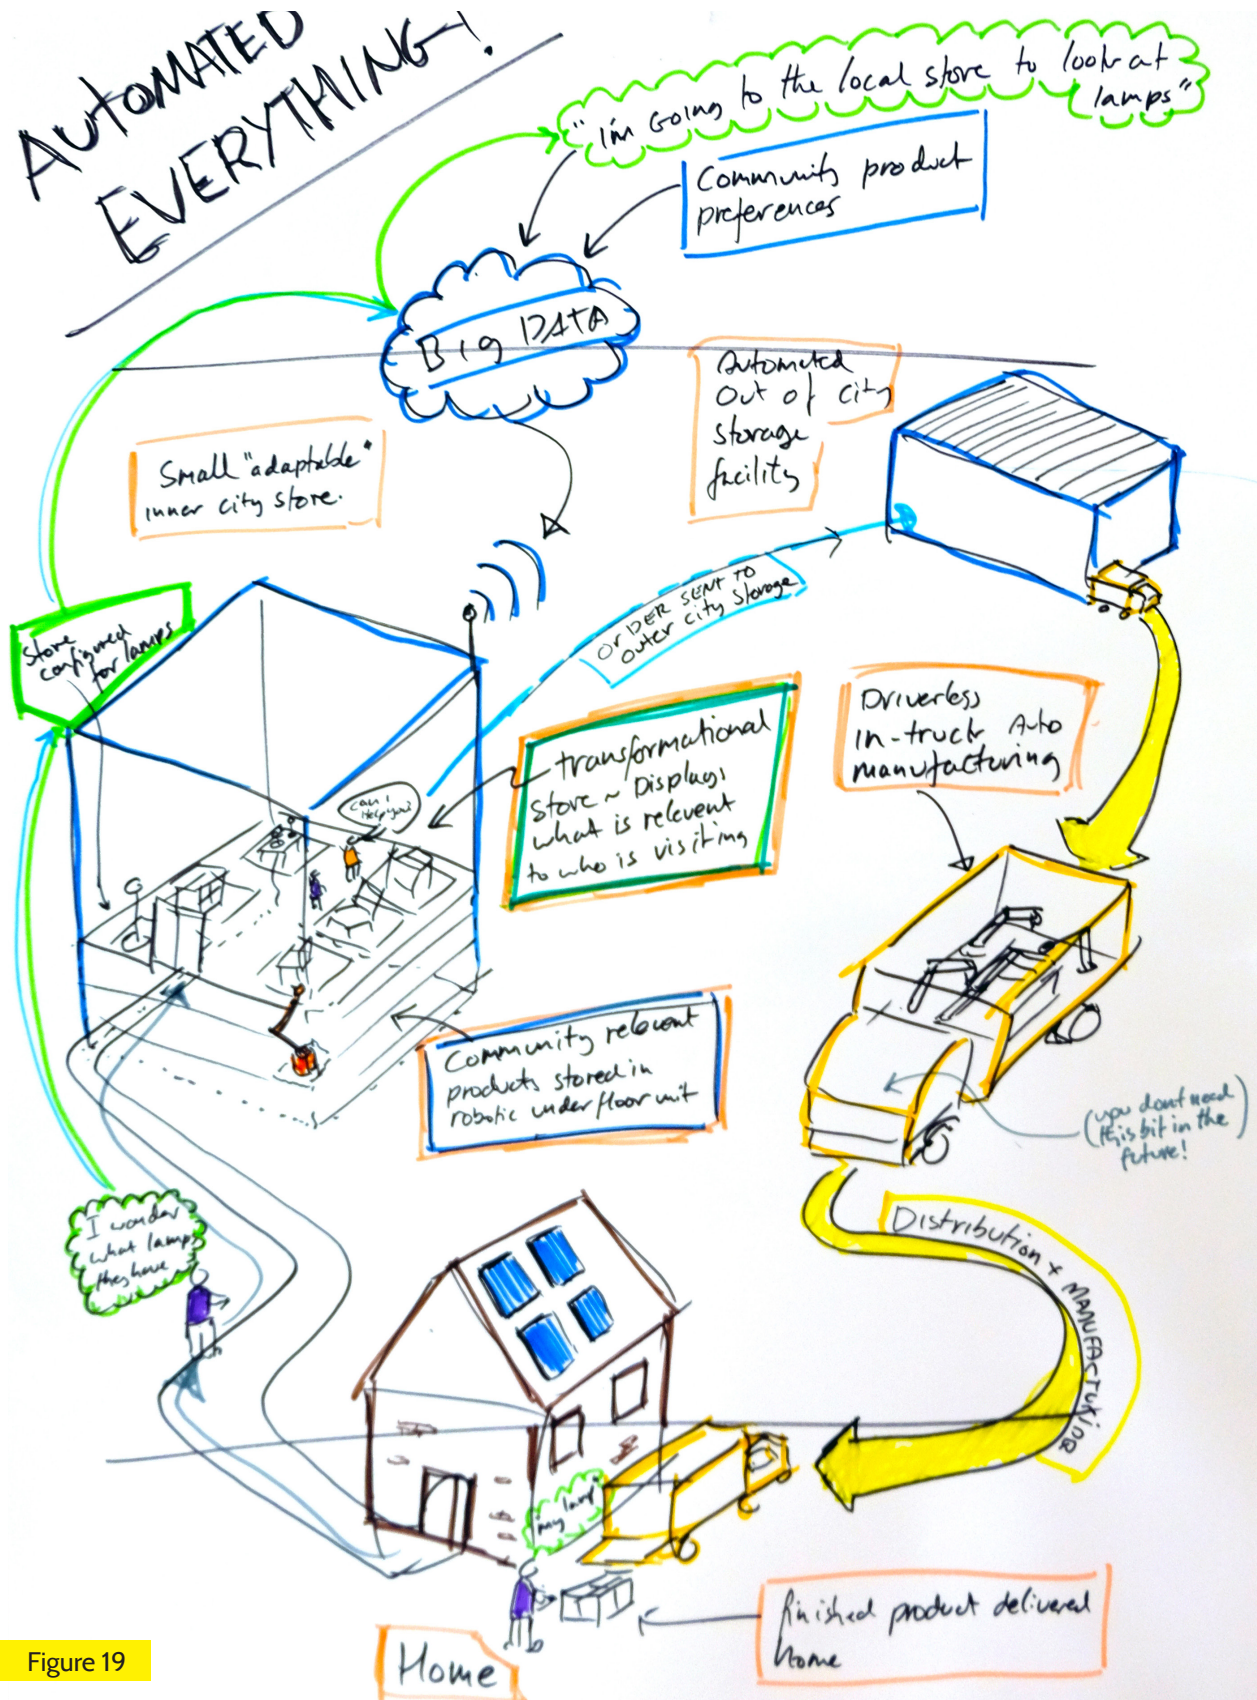 AUTOMATED
EVERYTHING!
"I'm Going to the local store to look at
lamps"
Community product
preferences
BIG DATA
Automated
Out of city
storage
facility
Small "adaptable"
inner city store.
Store
configured
for lamps
OrDER SENT TO
outer city storage
transformational
store ~ Displays
what is relevent
to who is visiting
Driverless
in-truck Auto
manufacturing
can I
help you?
Community relevent
products stored in
robotic under floor unit
(you dont need
this bit in the
future!)
I wonder
what lamps
they have
Distribution + MANUFACTURING
"my lamp"
finished product delivered
home
Home
Figure 19